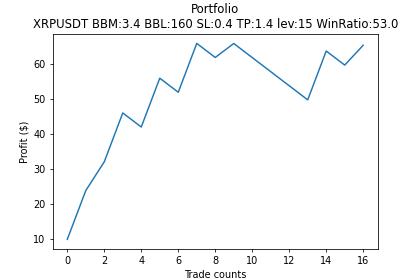 Portfolio
XRPUSDT BBM:3.4 BBL:160 SL:0.4 TP:1.4 lev:15 WinRatio:53.0
60
50
40
30
20
10
Profit ($)
0 2 4 6 8 10 12 14 16
Trade counts